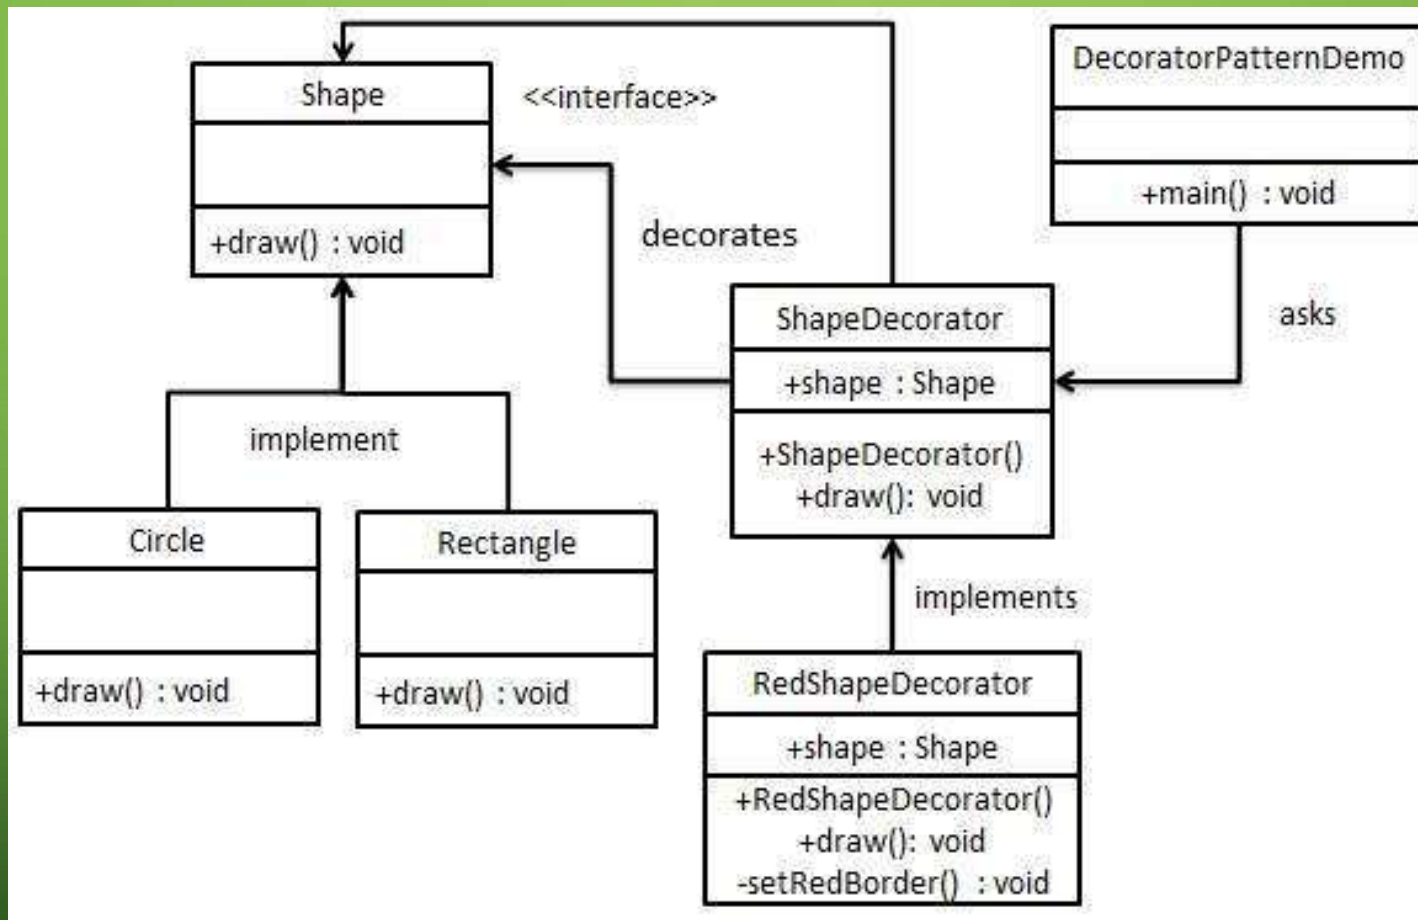 Shape
+draw() : void
<<interface>>
decorates
DecoratorPatternDemo
+main() : void
asks
ShapeDecorator
+shape : Shape
+ShapeDecorator()
+draw(): void
implement
implements
Circle
+draw() : void
Rectangle
+draw() : void
RedShapeDecorator
+shape : Shape
+RedShapeDecorator()
+draw(): void
-setRedBorder() : void